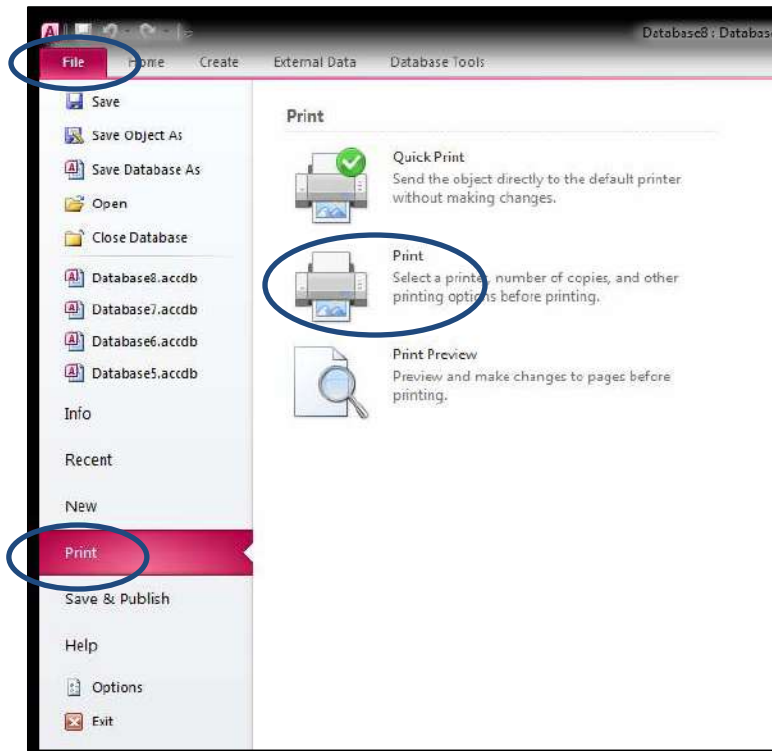 A
Database8 : Databas
File Home Create External Data Database Tools
Save
Save Object As
Save Database As
Open
Close Database
Database8.accdb
Database7.accdb
Database6.accdb
Database5.accdb
Info
Recent
New
Print
Save & Publish
Help
Options
Exit
Print
Quick Print
Send the object directly to the default printer
without making changes.
Print
Select a printer, number of copies, and other
printing options before printing.
Print Preview
Preview and make changes to pages before
printing.